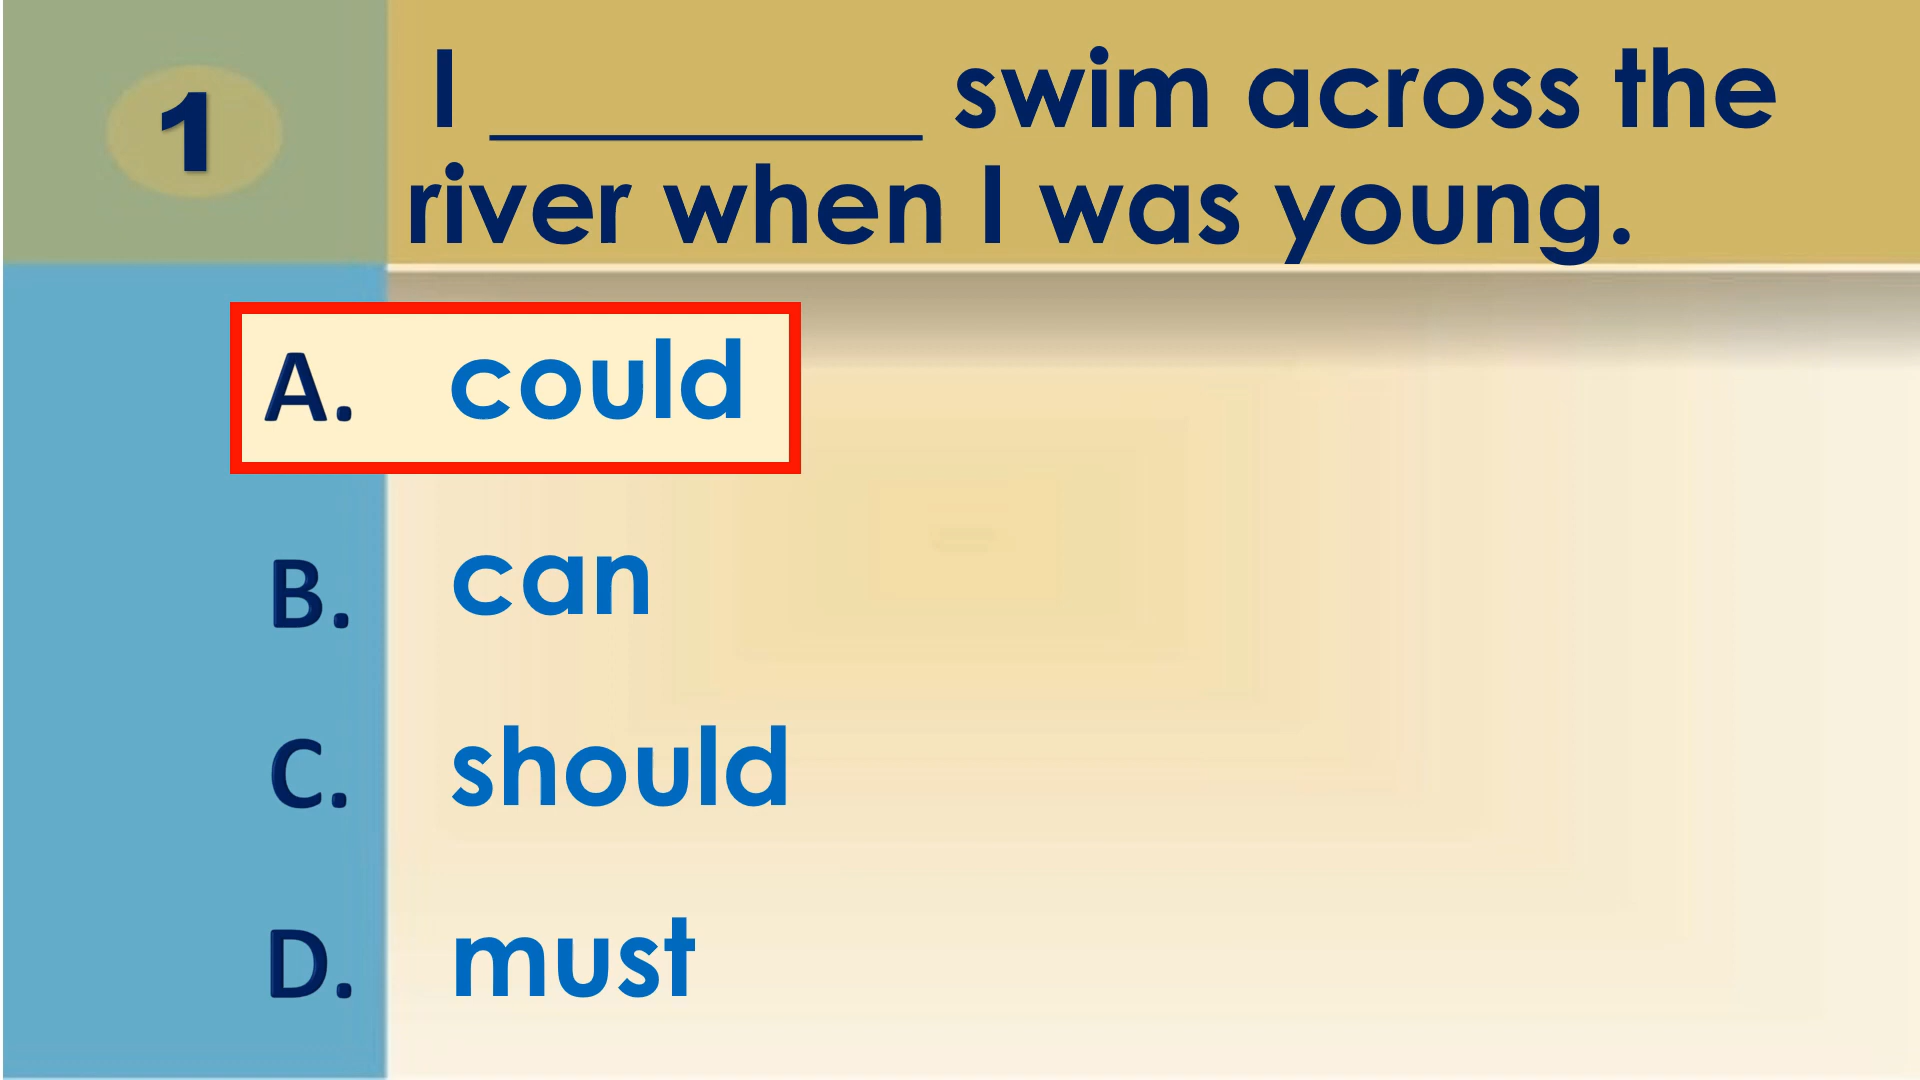 1
I ________ swim across the
river when I was young.
A. could
B. can
C. should
D. must